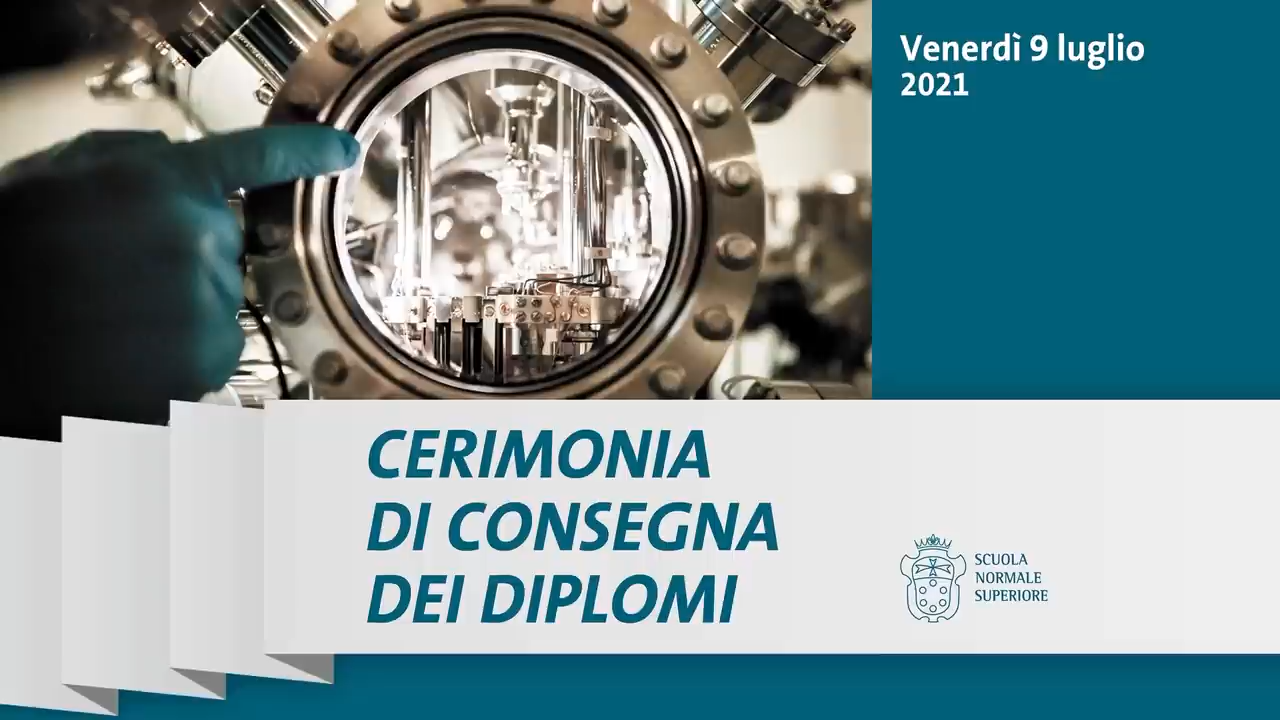 Venerdì 9 luglio
2021
CERIMONIA
DI CONSEGNA
DEI DIPLOMI
SCUOLA
NORMALE
SUPERIORE